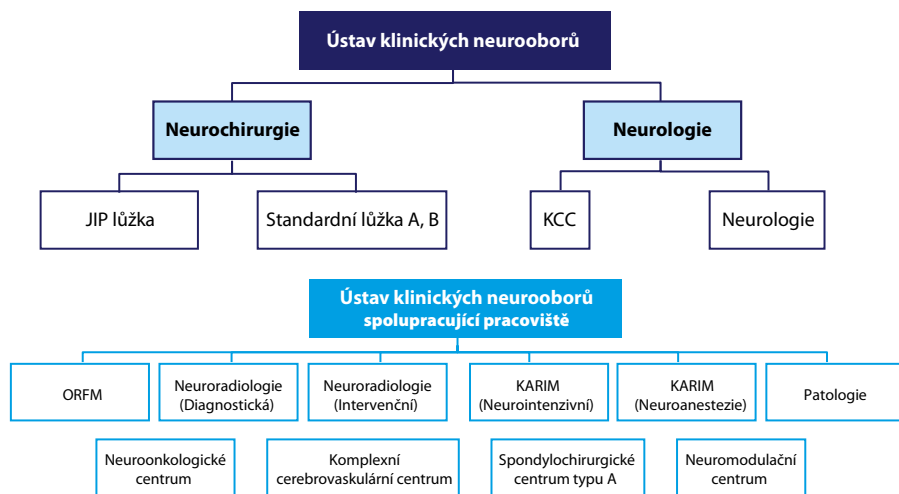 Ústav klinických neurooborů
Neurochirurgie
Neurologie
JIP lůžka
Standardní lůžka A, B
KCC
Neurologie
Ústav klinických neurooborů
spolupracující pracoviště
ORFM
Neuroradiologie
(Diagnostická)
Neuroradiologie
(Intervenční)
KARIM
(Neurointenzivní)
KARIM
(Neuroanestezie)
Patologie
Neuroonkologické
centrum
Komplexní
cerebrovaskulární centrum
Spondylochirurgické
centrum typu A
Neuromodulační
centrum